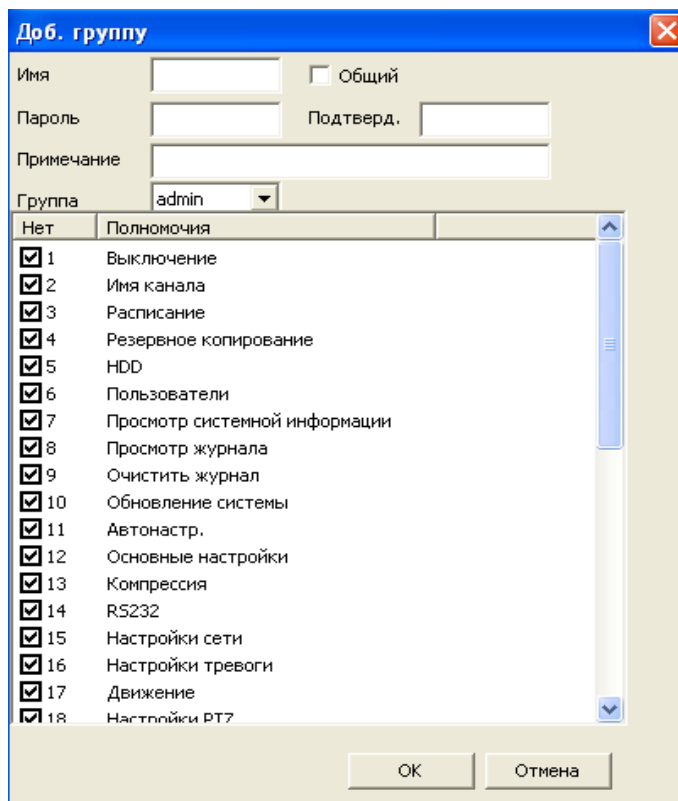 Доб. группу
Имя Общий
Пароль Подтверд.
Примечание
Группа admin
Нет Полномочия
1 Выключение
2 Имя канала
3 Расписание
4 Резервное копирование
5 HDD
6 Пользователи
7 Просмотр системной информации
8 Просмотр журнала
9 Очистить журнал
10 Обновление системы
11 Автонастр.
12 Основные настройки
13 Компрессия
14 RS232
15 Настройки сети
16 Настройки тревоги
17 Движение
18 Настройки PTZ
OK Отмена